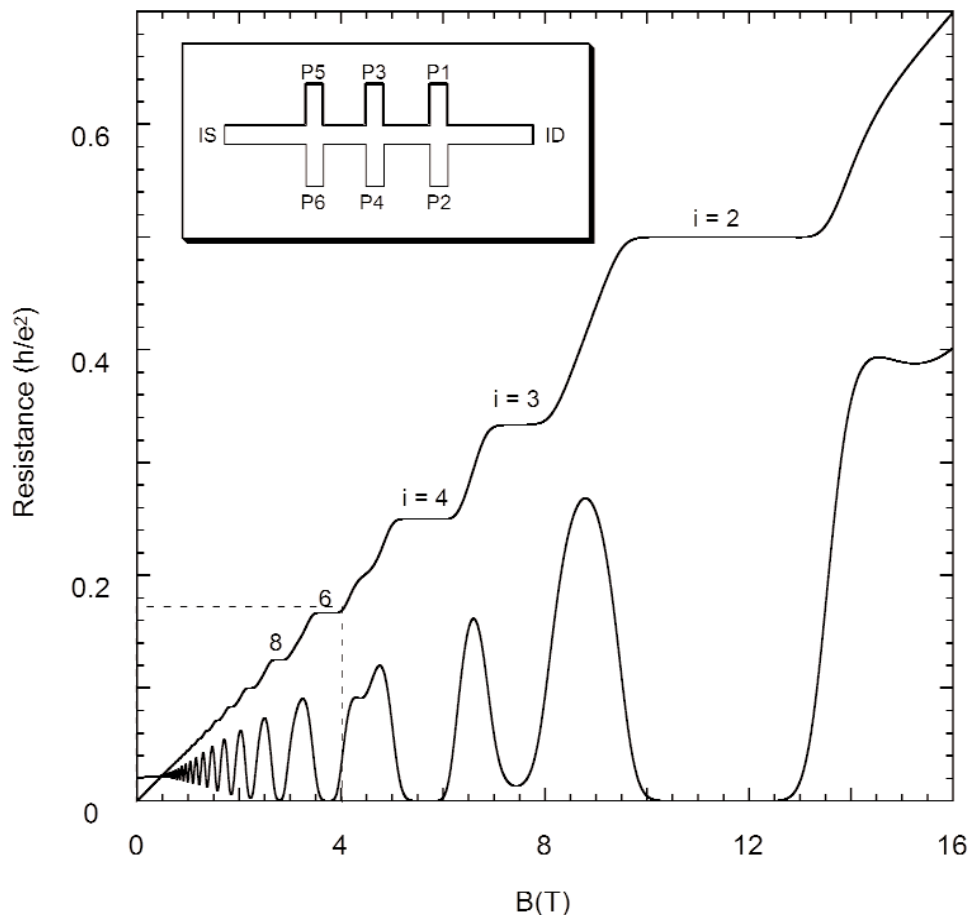 P5 P3 P1
IS ID
P6 P4 P2
i = 2
i = 3
i = 4
6
8
0.6
0.4
0.2
0
Resistance (h/e²)
0 4 8 12 16
B(T)